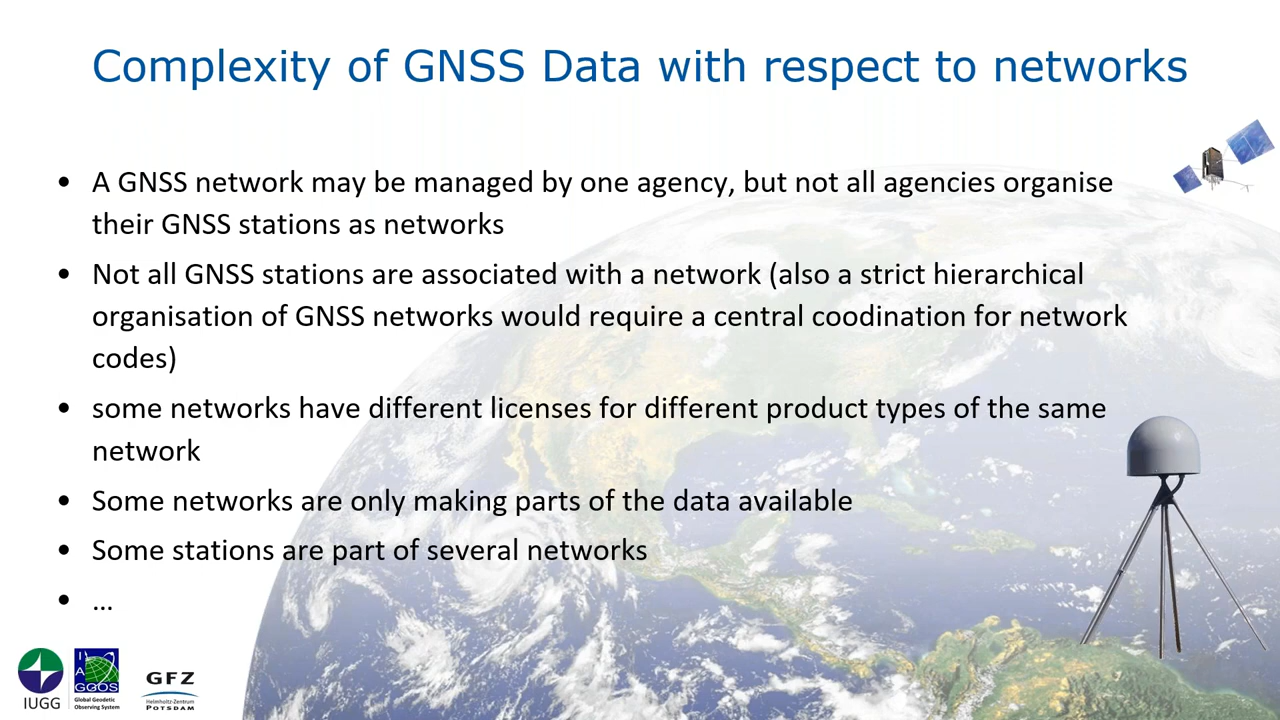 Complexity of GNSS Data with respect to networks
• A GNSS network may be managed by one agency, but not all agencies organise
their GNSS stations as networks
• Not all GNSS stations are associated with a network (also a strict hierarchical
organisation of GNSS networks would require a central coodination for network
codes)
• some networks have different licenses for different product types of the same
network
• Some networks are only making parts of the data available
• Some stations are part of several networks
• ...
IUGG
I
A
G
GGOS
Global Geodetic
Observing System
GFZ
Helmholtz-Zentrum
POTSDAM